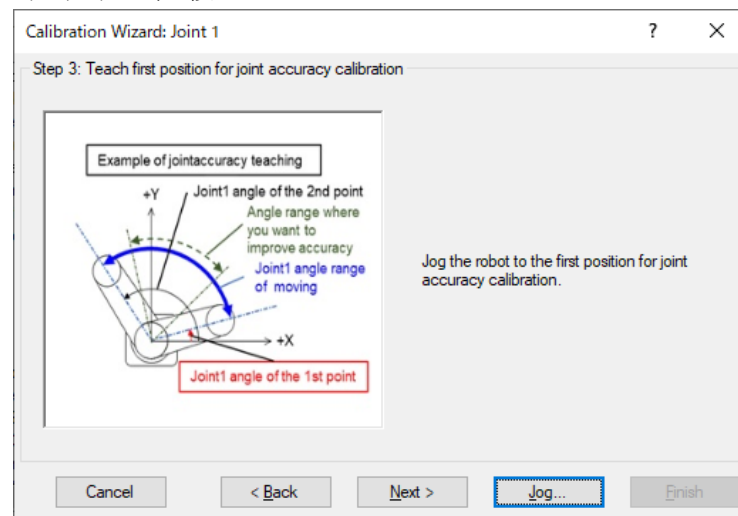 Calibration Wizard: Joint 1
?
Step 3: Teach first position for joint accuracy calibration
Example of jointaccuracy teaching
+Y
Joint1 angle of the 2nd point
Angle range where
you want to
improve accuracy
Joint1 angle range
of moving
+X
Joint1 angle of the 1st point
Jog the robot to the first position for joint
accuracy calibration.
Cancel
< Back
Next >
Jog...
Finish